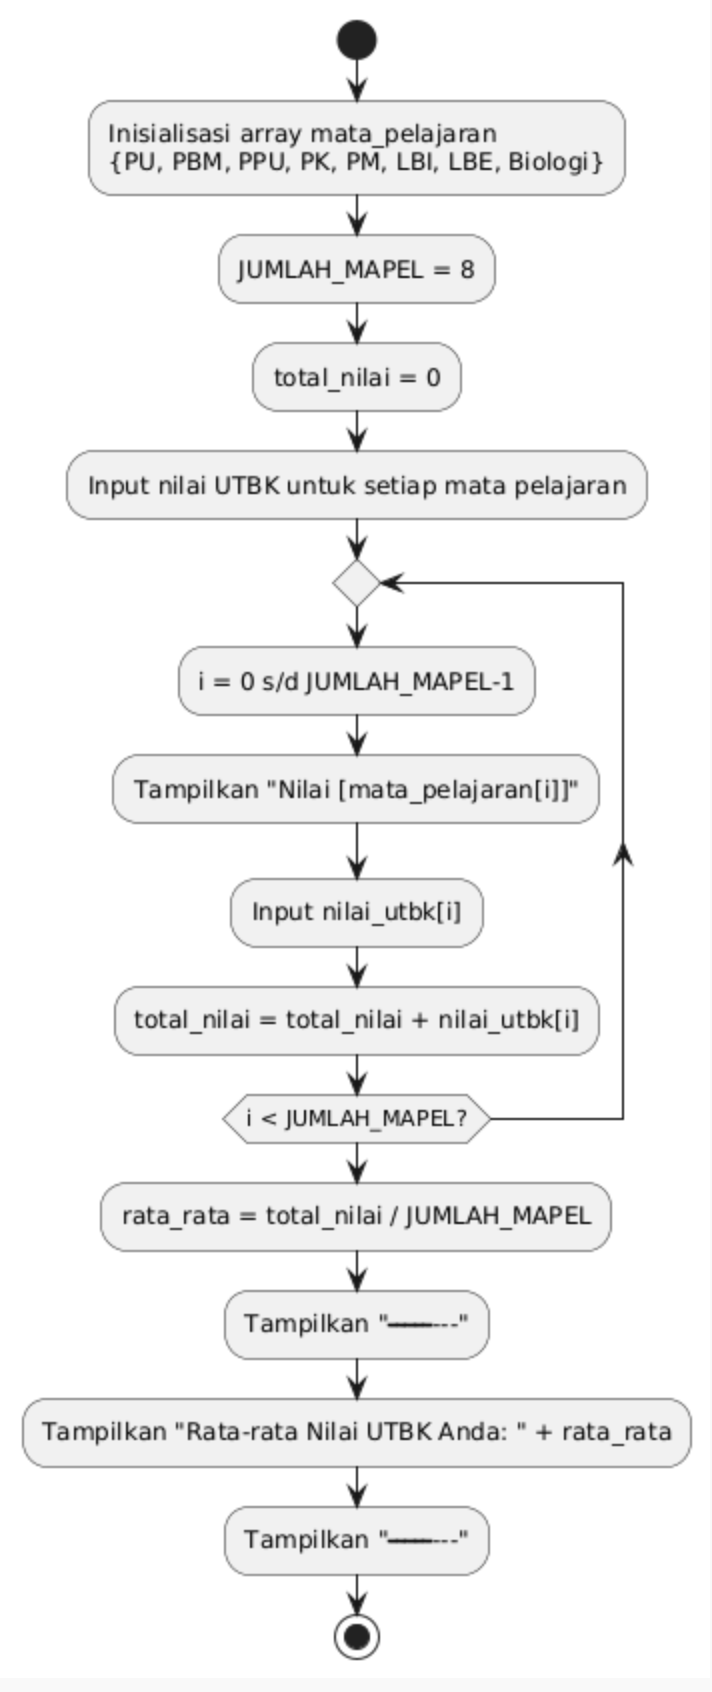 Inisialisasi array mata_pelajaran
{PU, PBM, PPU, PK, PM, LBI, LBE, Biologi}
JUMLAH_MAPEL = 8
total_nilai = 0
Input nilai UTBK untuk setiap mata pelajaran
i = 0 s/d JUMLAH_MAPEL-1
Tampilkan "Nilai [mata_pelajaran[i]]"
Input nilai_utbk[i]
total_nilai = total_nilai + nilai_utbk[i]
i < JUMLAH_MAPEL?
rata_rata = total_nilai / JUMLAH_MAPEL
Tampilkan "--------"
Tampilkan "Rata-rata Nilai UTBK Anda: " + rata_rata
Tampilkan "--------"